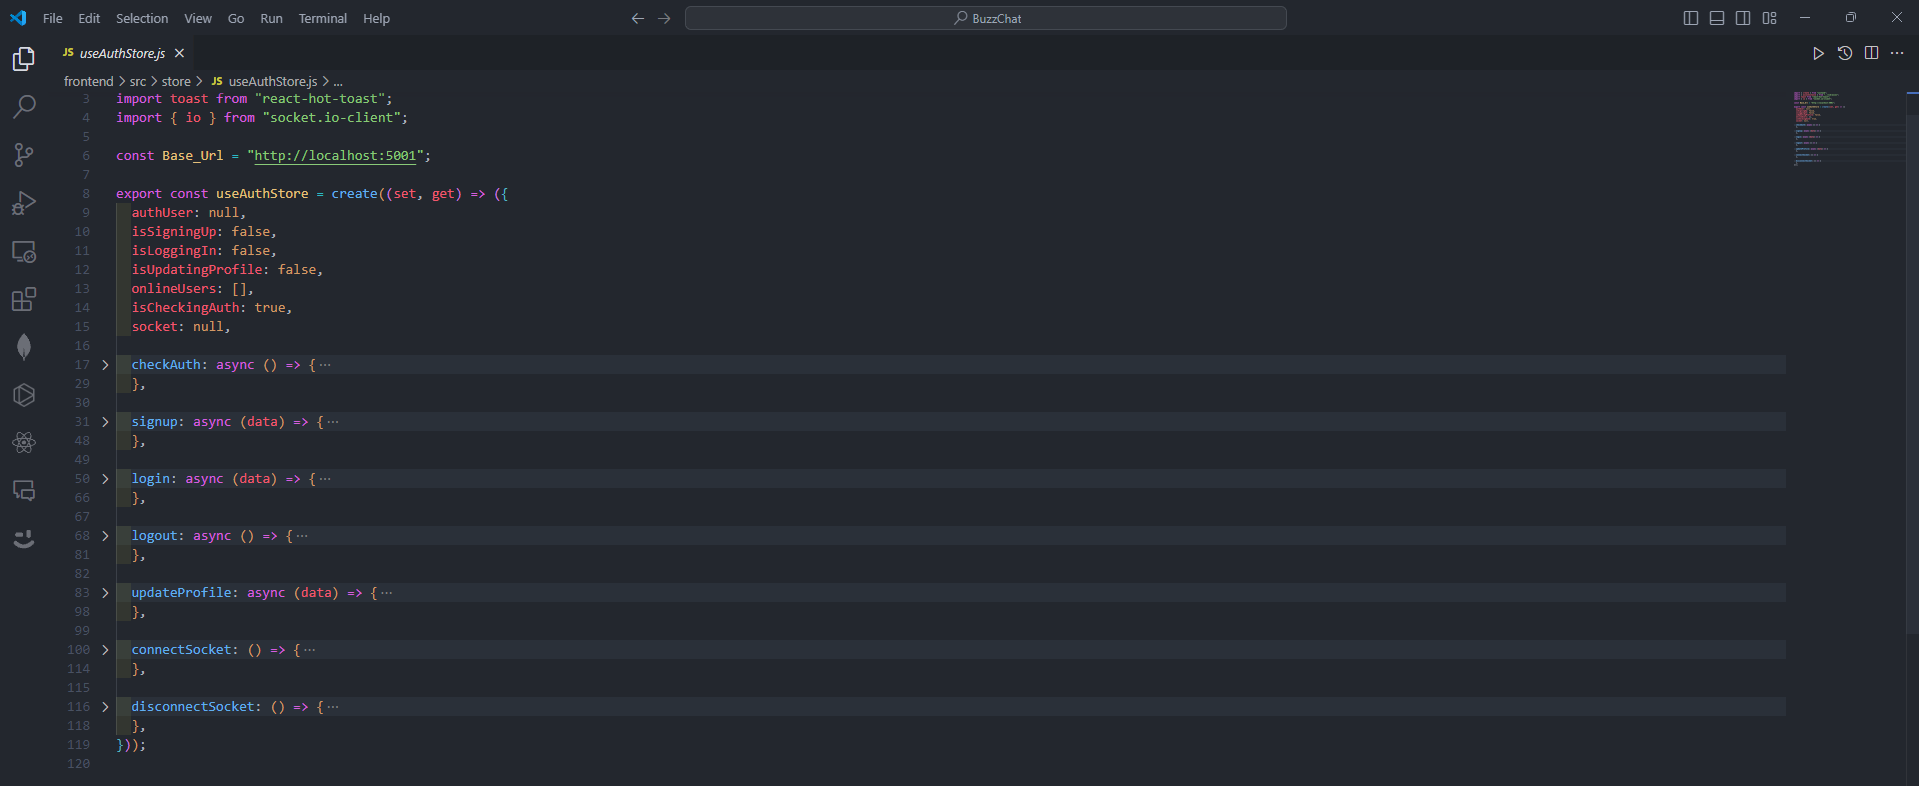 File Edit Selection View Go Run Terminal Help
BuzzChat
JS useAuthStore.js
frontend > src > store > JS useAuthStore.js > ...
3 import toast from "react-hot-toast";
4 import { io } from "socket.io-client";
5
6 const Base_Url = "http://localhost:5001";
7
8 export const useAuthStore = create((set, get) => ({
9 authUser: null,
10 isSigningUp: false,
11 isLoggingIn: false,
12 isUpdatingProfile: false,
13 onlineUsers: [],
14 isCheckingAuth: true,
15 socket: null,
16
17 checkAuth: async () => { ...
29 },
30
31 signup: async (data) => { ...
48 },
49
50 login: async (data) => { ...
66 },
67
68 logout: async () => { ...
81 },
82
83 updateProfile: async (data) => { ...
98 },
99
100 connectSocket: () => { ...
114 },
115
116 disconnectSocket: () => { ...
118 },
119 }));
120